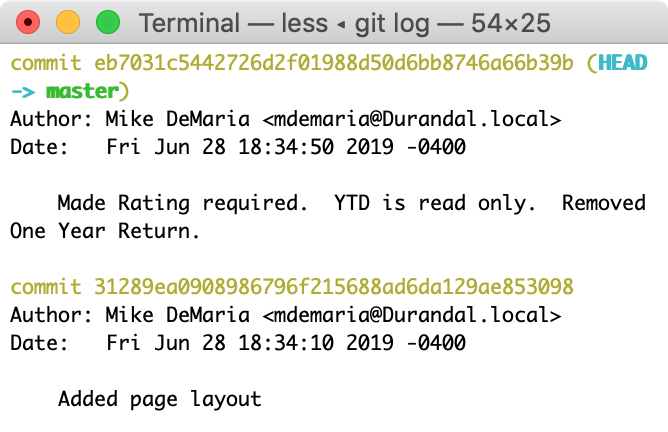 Terminal — less ◂ git log — 54×25
commit eb7031c5442726d2f01988d50d6bb8746a66b39b (HEAD
-> master)
Author: Mike DeMaria <mdemaria@Durandal.local>
Date:   Fri Jun 28 18:34:50 2019 -0400
    Made Rating required.  YTD is read only.  Removed
One Year Return.
commit 31289ea0908986796f215688ad6da129ae853098
Author: Mike DeMaria <mdemaria@Durandal.local>
Date:   Fri Jun 28 18:34:10 2019 -0400
    Added page layout